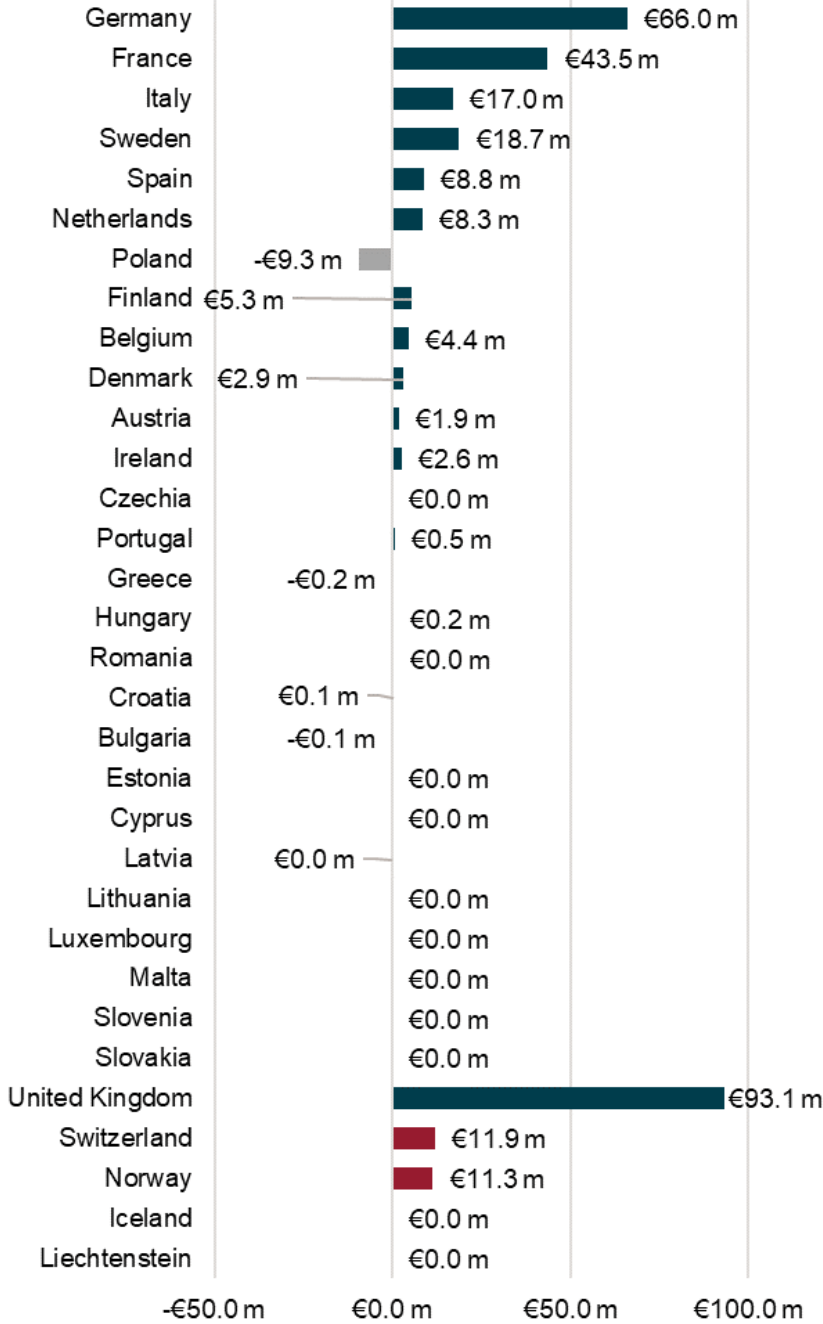 Germany €66.0 m
France €43.5 m
Italy €17.0 m
Sweden €18.7 m
Spain €8.8 m
Netherlands €8.3 m
Poland -€9.3 m
Finland €5.3 m
Belgium €4.4 m
Denmark €2.9 m
Austria €1.9 m
Ireland €2.6 m
Czechia €0.0 m
Portugal €0.5 m
Greece -€0.2 m
Hungary €0.2 m
Romania €0.0 m
Croatia €0.1 m
Bulgaria -€0.1 m
Estonia €0.0 m
Cyprus €0.0 m
Latvia €0.0 m
Lithuania €0.0 m
Luxembourg €0.0 m
Malta €0.0 m
Slovenia €0.0 m
Slovakia €0.0 m
United Kingdom €93.1 m
Switzerland €11.9 m
Norway €11.3 m
Iceland €0.0 m
Liechtenstein €0.0 m
-€50.0 m €0.0 m €50.0 m €100.0 m